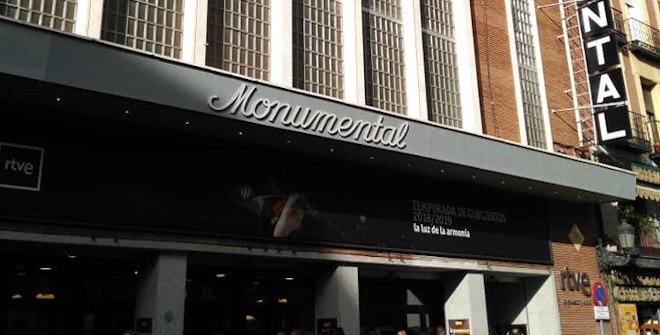 Monumental
NTAL
rtve
TEMPORADA DE CONCIERTOS
2018/2019
la luz de la armonía
rtve